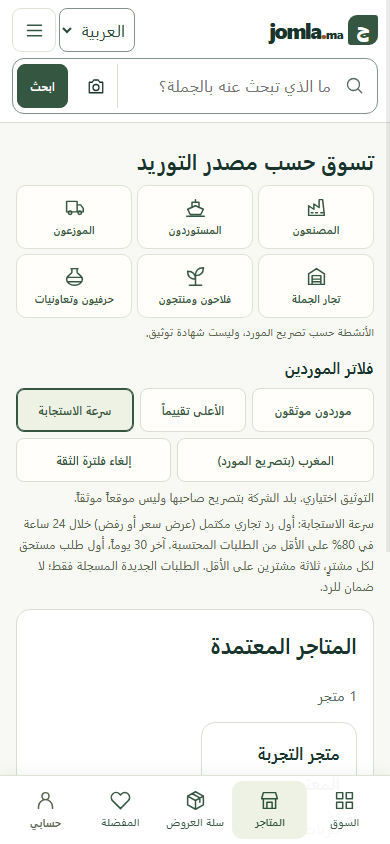 ج jomla.ma
العربية
ما الذي تبحث عنه بالجملة؟
ابحث
تسوق حسب مصدر التوريد
المصنعون
المستوردون
الموزعون
تجار الجملة
فلاحون ومنتجون
حرفيون وتعاونيات
الأنشطة حسب تصريح المورد، وليست شهادة توثيق.
فلاتر الموردين
موردون موثقون
الأعلى تقييماً
سرعة الاستجابة
المغرب (بتصريح المورد)
إلغاء فلترة الثقة
التوثيق اختياري. بلد الشركة بتصريح صاحبها وليس موقعاً موثقاً.
سرعة الاستجابة: أول رد تجاري مكتمل (عرض سعر أو رفض) خلال 24 ساعة
في 80% على الأقل من الطلبات المحتسبة. آخر 30 يوماً، أول طلب مستحق
لكل مشترٍ، ثلاثة مشترين على الأقل. الطلبات الجديدة المسجلة فقط؛ لا
ضمان للرد.
المتاجر المعتمدة
1 متجر
متجر التجربة
السوق
المتاجر
سلة العروض
المفضلة
حسابي